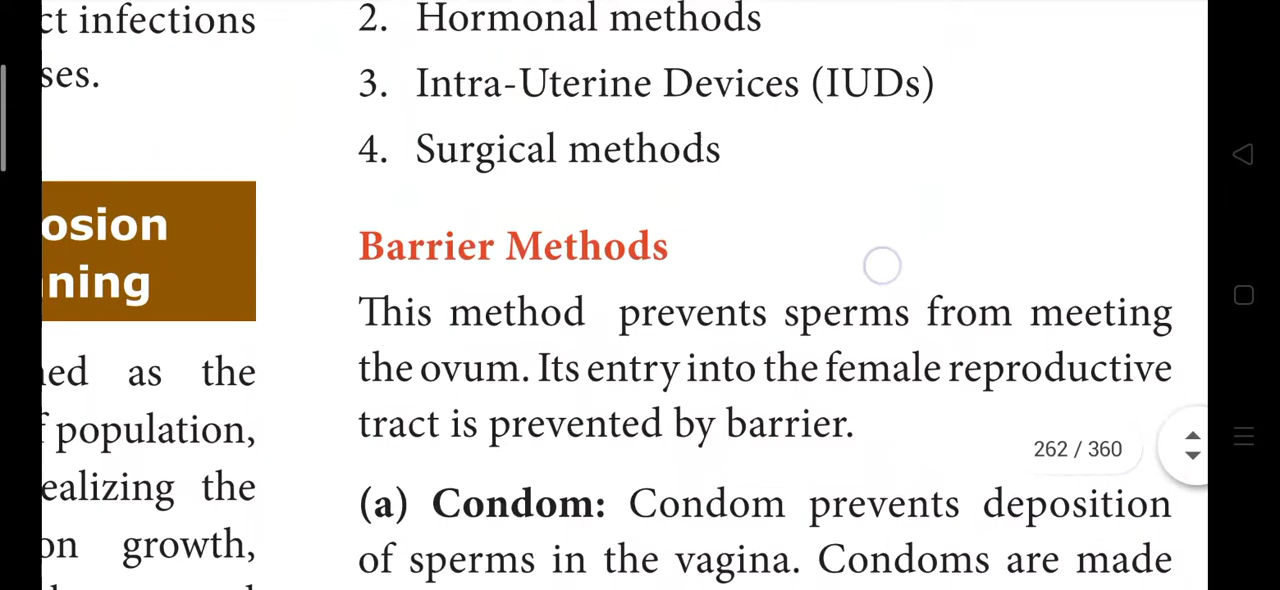 ct infections
ses.
osion
ning
ned as the
f population,
ealizing the
on growth,
2. Hormonal methods
3. Intra-Uterine Devices (IUDs)
4. Surgical methods
Barrier Methods
This method prevents sperms from meeting
the ovum. Its entry into the female reproductive
tract is prevented by barrier.
(a) Condom: Condom prevents deposition
of sperms in the vagina. Condoms are made
262 / 360